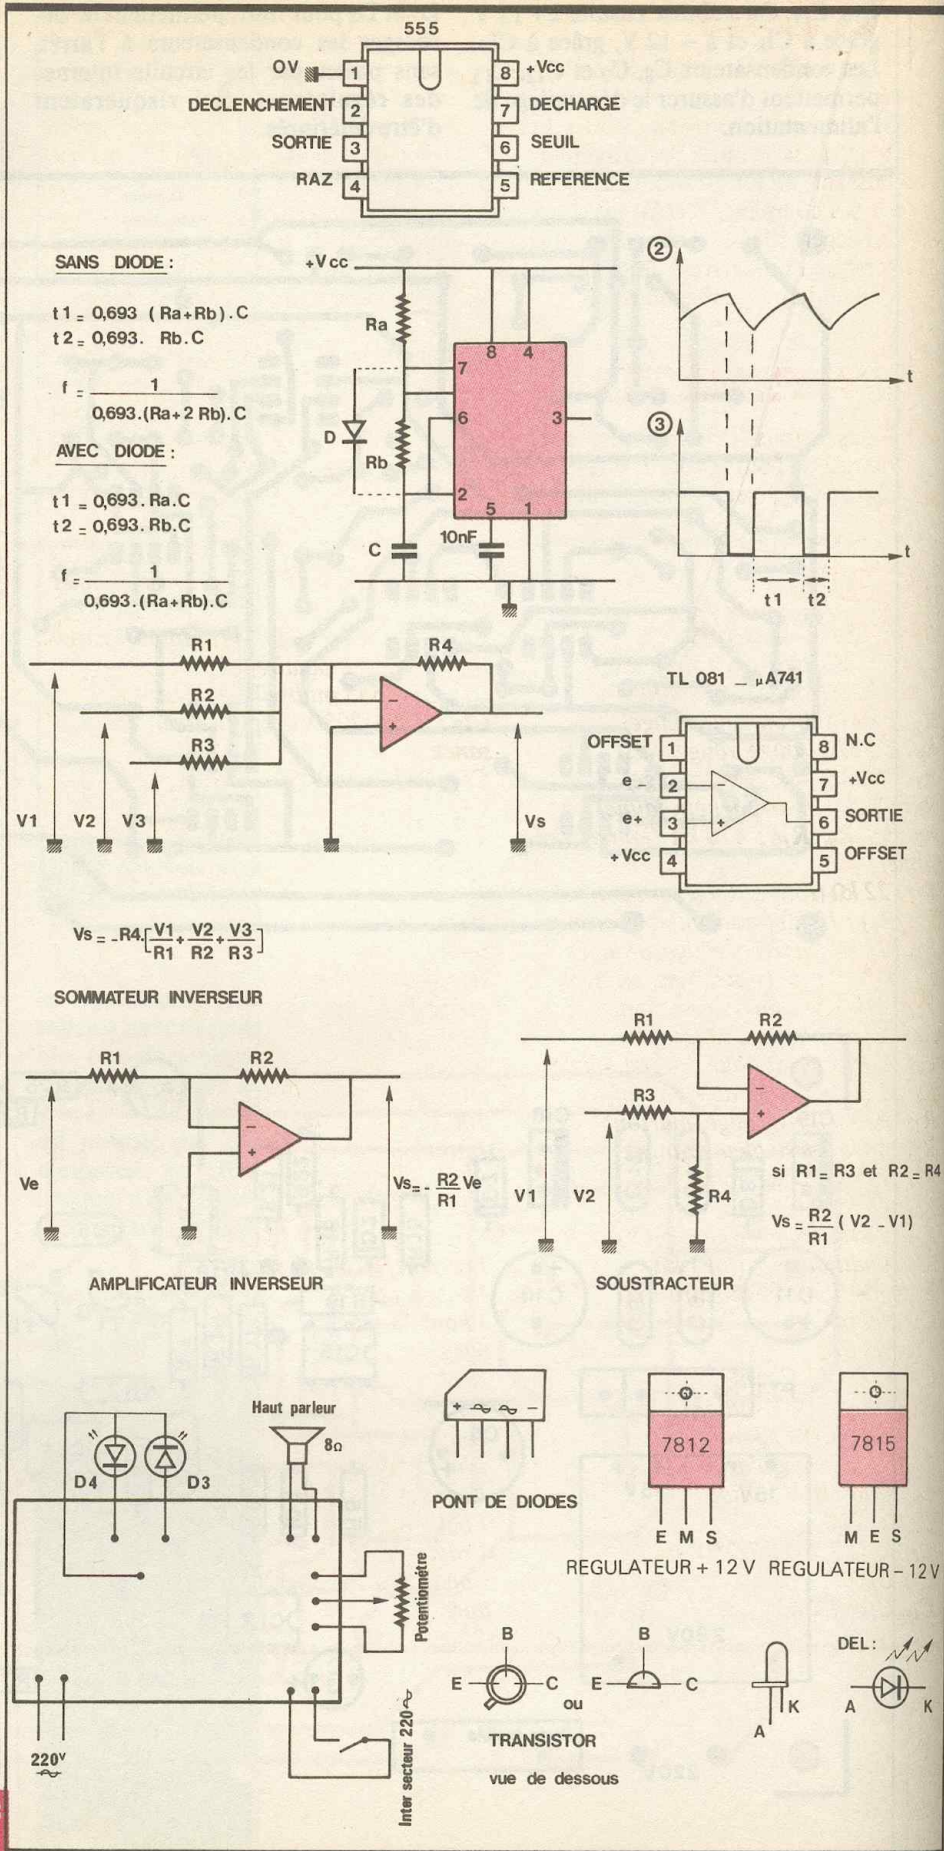 555
0V 1 8 +Vcc
DECLENCHEMENT 2 7 DECHARGE
SORTIE 3 6 SEUIL
RAZ 4 5 REFERENCE
SANS DIODE :
t1 = 0,693 (Ra+Rb).C
t2 = 0,693. Rb.C
f = 1
0,693.(Ra+2 Rb).C
AVEC DIODE :
t1 = 0,693. Ra.C
t2 = 0,693. Rb.C
f = 1
0,693.(Ra+Rb).C
+Vcc
Ra
8 4
7
6 3
D
Rb
2
5 1
C 10nF
②
t
③
t
t1 t2
R1 R4
R2
R3
-
+
V1 V2 V3 Vs
Vs = -R4.[V1/R1 + V2/R2 + V3/R3]
SOMMATEUR INVERSEUR
TL 081 _ µA741
OFFSET 1 8 N.C
e- 2 - 7 +Vcc
e+ 3 + 6 SORTIE
+Vcc 4 5 OFFSET
R1 R2
-
+
Ve Vs = - R2/R1 Ve
AMPLIFICATEUR INVERSEUR
R1 R2
-
R3 +
V1 V2 R4
si R1 = R3 et R2 = R4
Vs = R2/R1 (V2 - V1)
SOUSTRACTEUR
Haut parleur
8Ω
D4 D3
Potentiométre
220V
~
Inter secteur 220~
+ ~ ~ -
PONT DE DIODES
7812
E M S
REGULATEUR + 12 V
7815
M E S
REGULATEUR - 12 V
B
E C
ou
B
E C
TRANSISTOR
vue de dessous
K
A
DEL :
A K